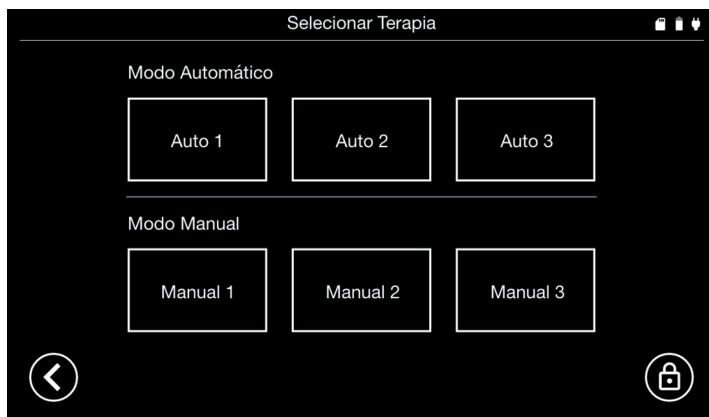 Selecionar Terapia
Modo Automático
Auto 1 Auto 2 Auto 3
Modo Manual
Manual 1 Manual 2 Manual 3